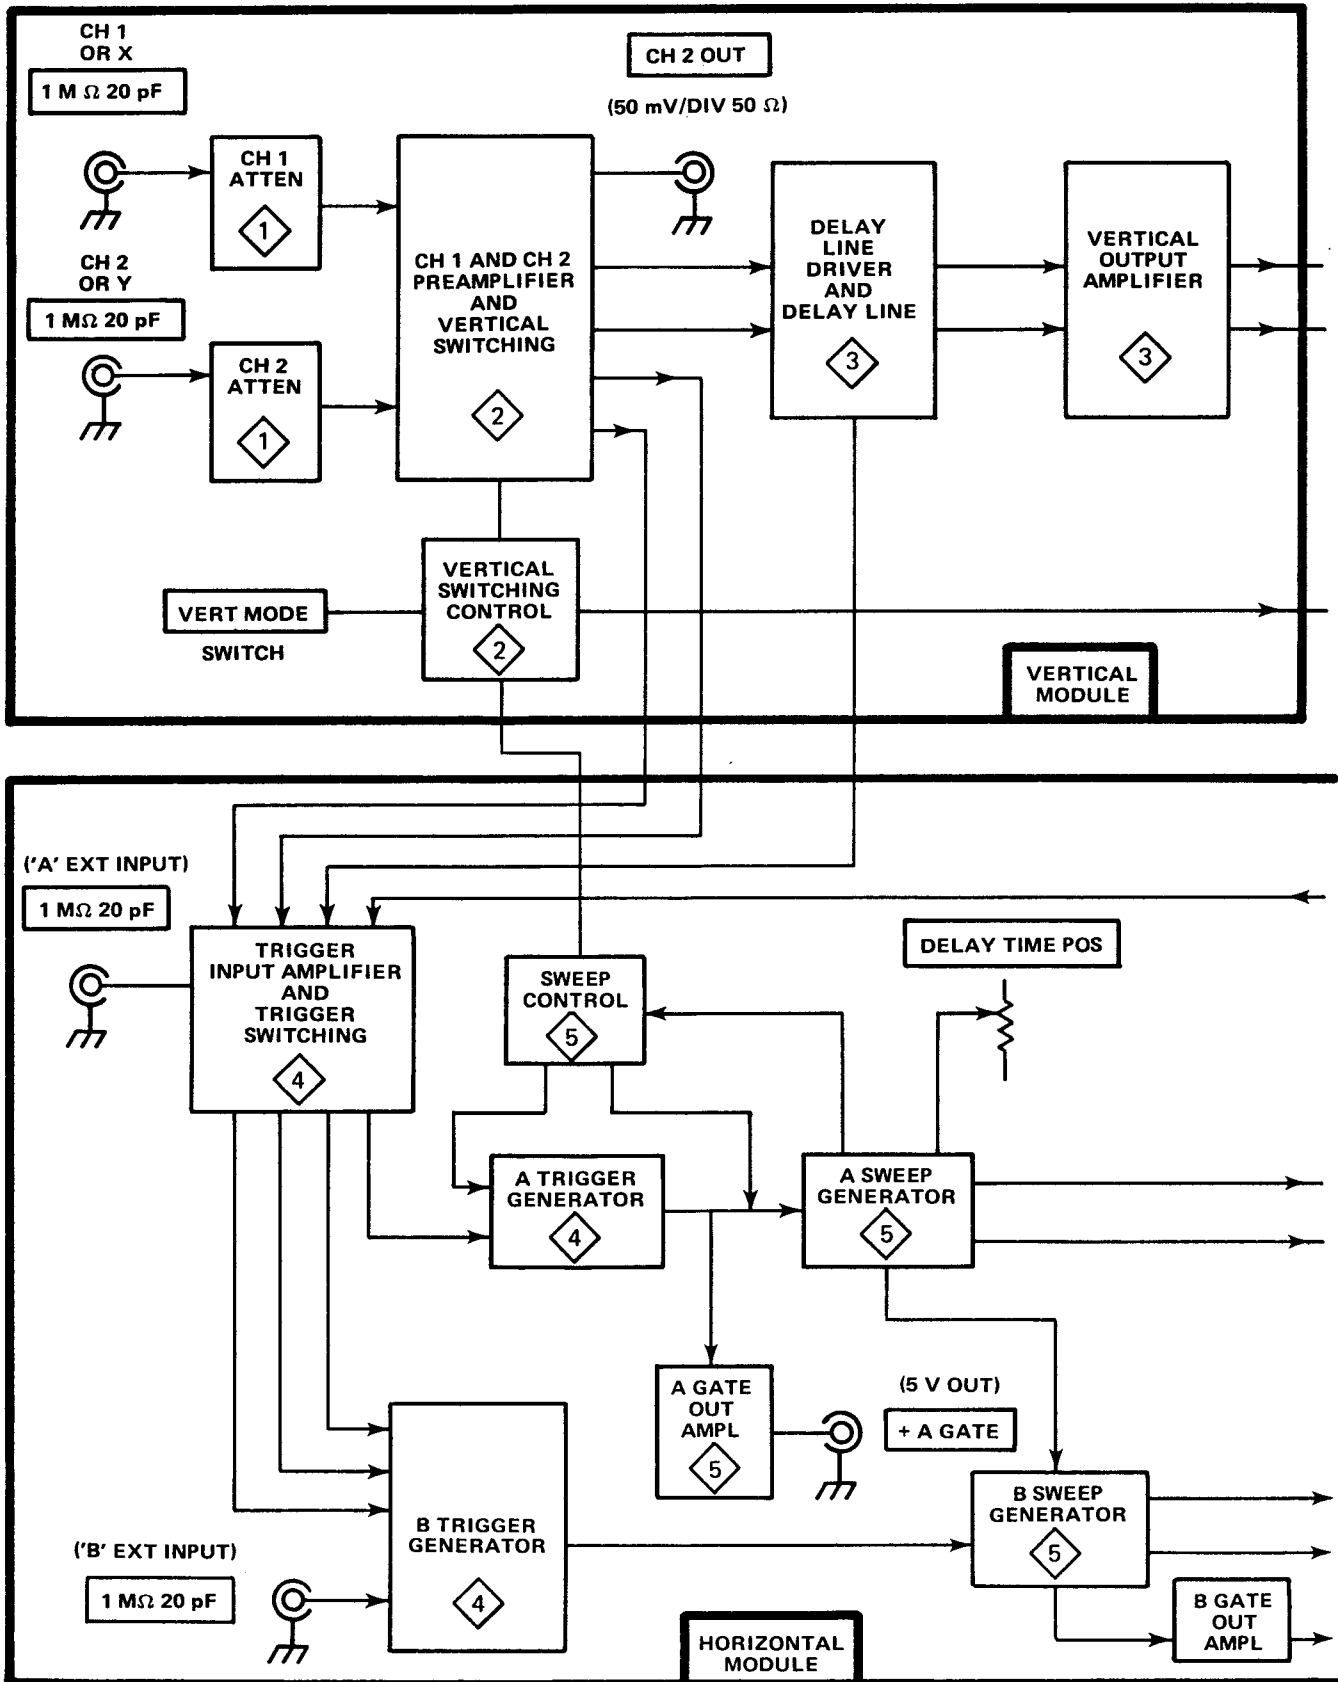 CH 1
OR X
1 M Ω 20 pF
CH 2 OUT
(50 mV/DIV 50 Ω)
CH 1
ATTEN
1
CH 2
OR Y
1 MΩ 20 pF
CH 2
ATTEN
1
CH 1 AND CH 2
PREAMPLIFIER
AND
VERTICAL
SWITCHING
2
DELAY
LINE
DRIVER
AND
DELAY LINE
3
VERTICAL
OUTPUT
AMPLIFIER
3
VERT MODE
SWITCH
VERTICAL
SWITCHING
CONTROL
2
VERTICAL
MODULE
('A' EXT INPUT)
1 MΩ 20 pF
TRIGGER
INPUT AMPLIFIER
AND
TRIGGER
SWITCHING
4
SWEEP
CONTROL
5
DELAY TIME POS
A TRIGGER
GENERATOR
4
A SWEEP
GENERATOR
5
A GATE
OUT
AMPL
5
(5 V OUT)
+ A GATE
B TRIGGER
GENERATOR
4
('B' EXT INPUT)
1 MΩ 20 pF
B SWEEP
GENERATOR
5
B GATE
OUT
AMPL
HORIZONTAL
MODULE